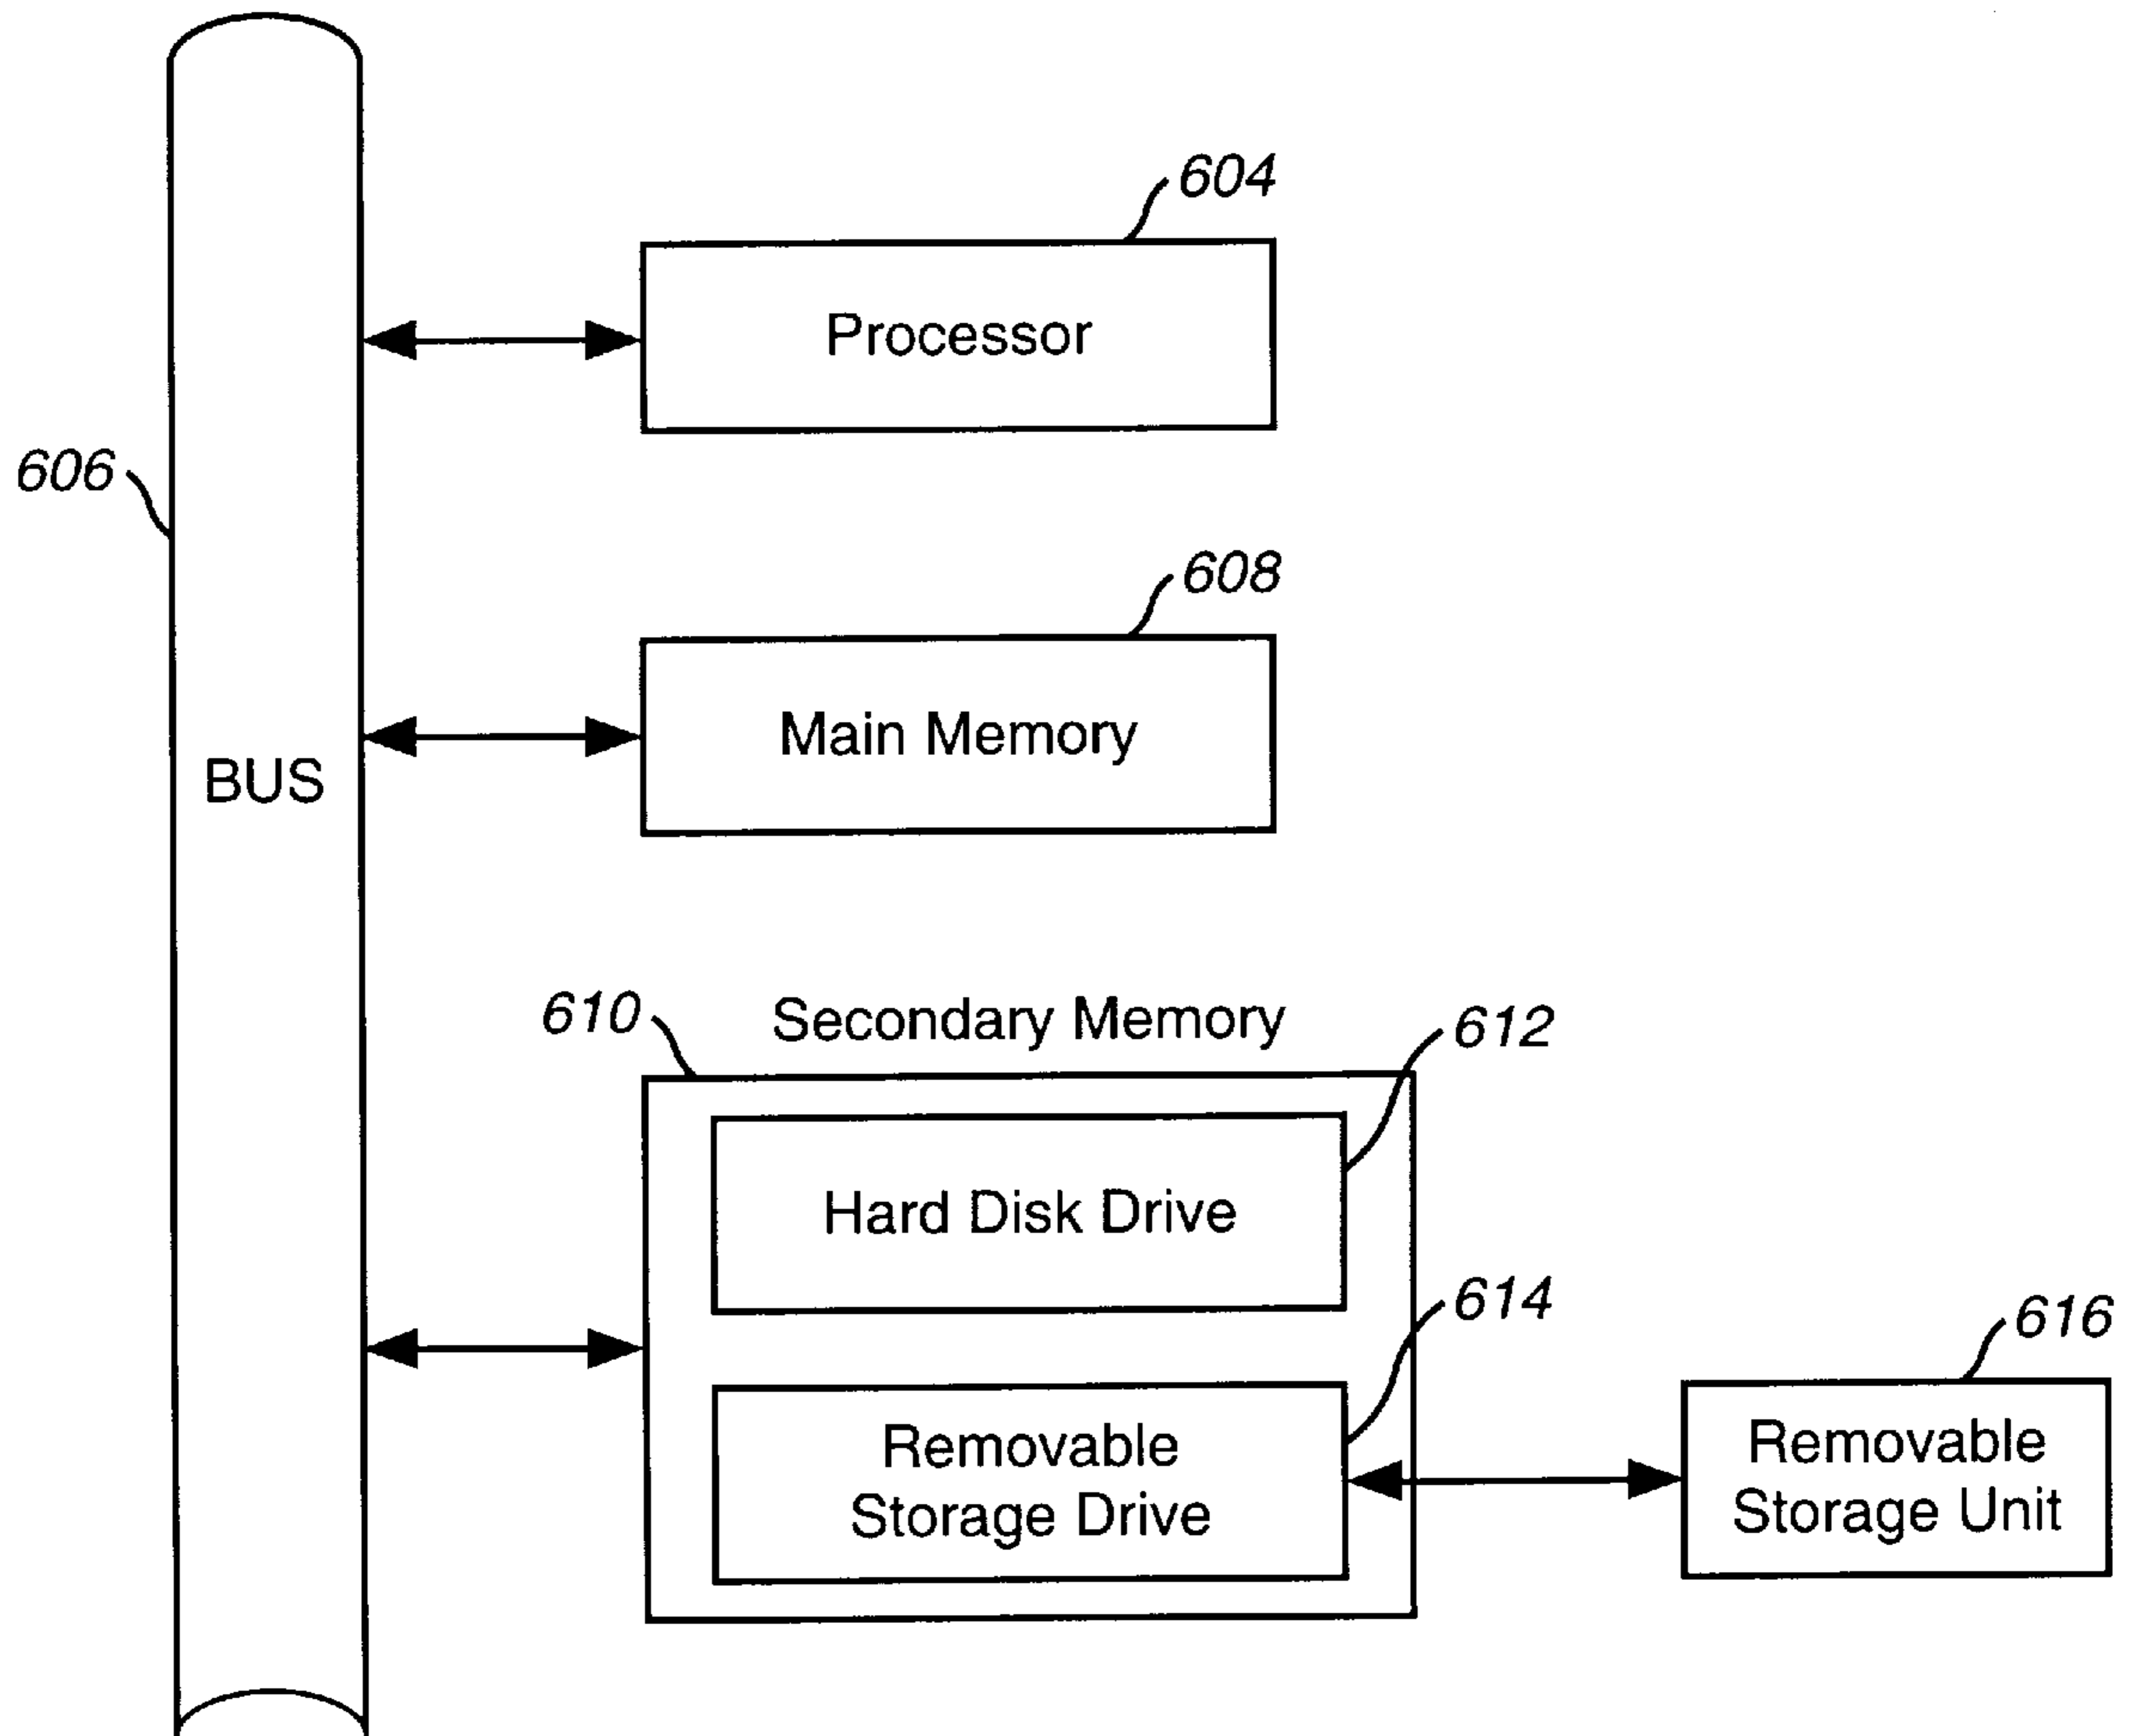 604
Processor
606
608
Main Memory
BUS
610
Secondary Memory
612
Hard Disk Drive
614
616
Removable
Storage Drive
Removable
Storage Unit